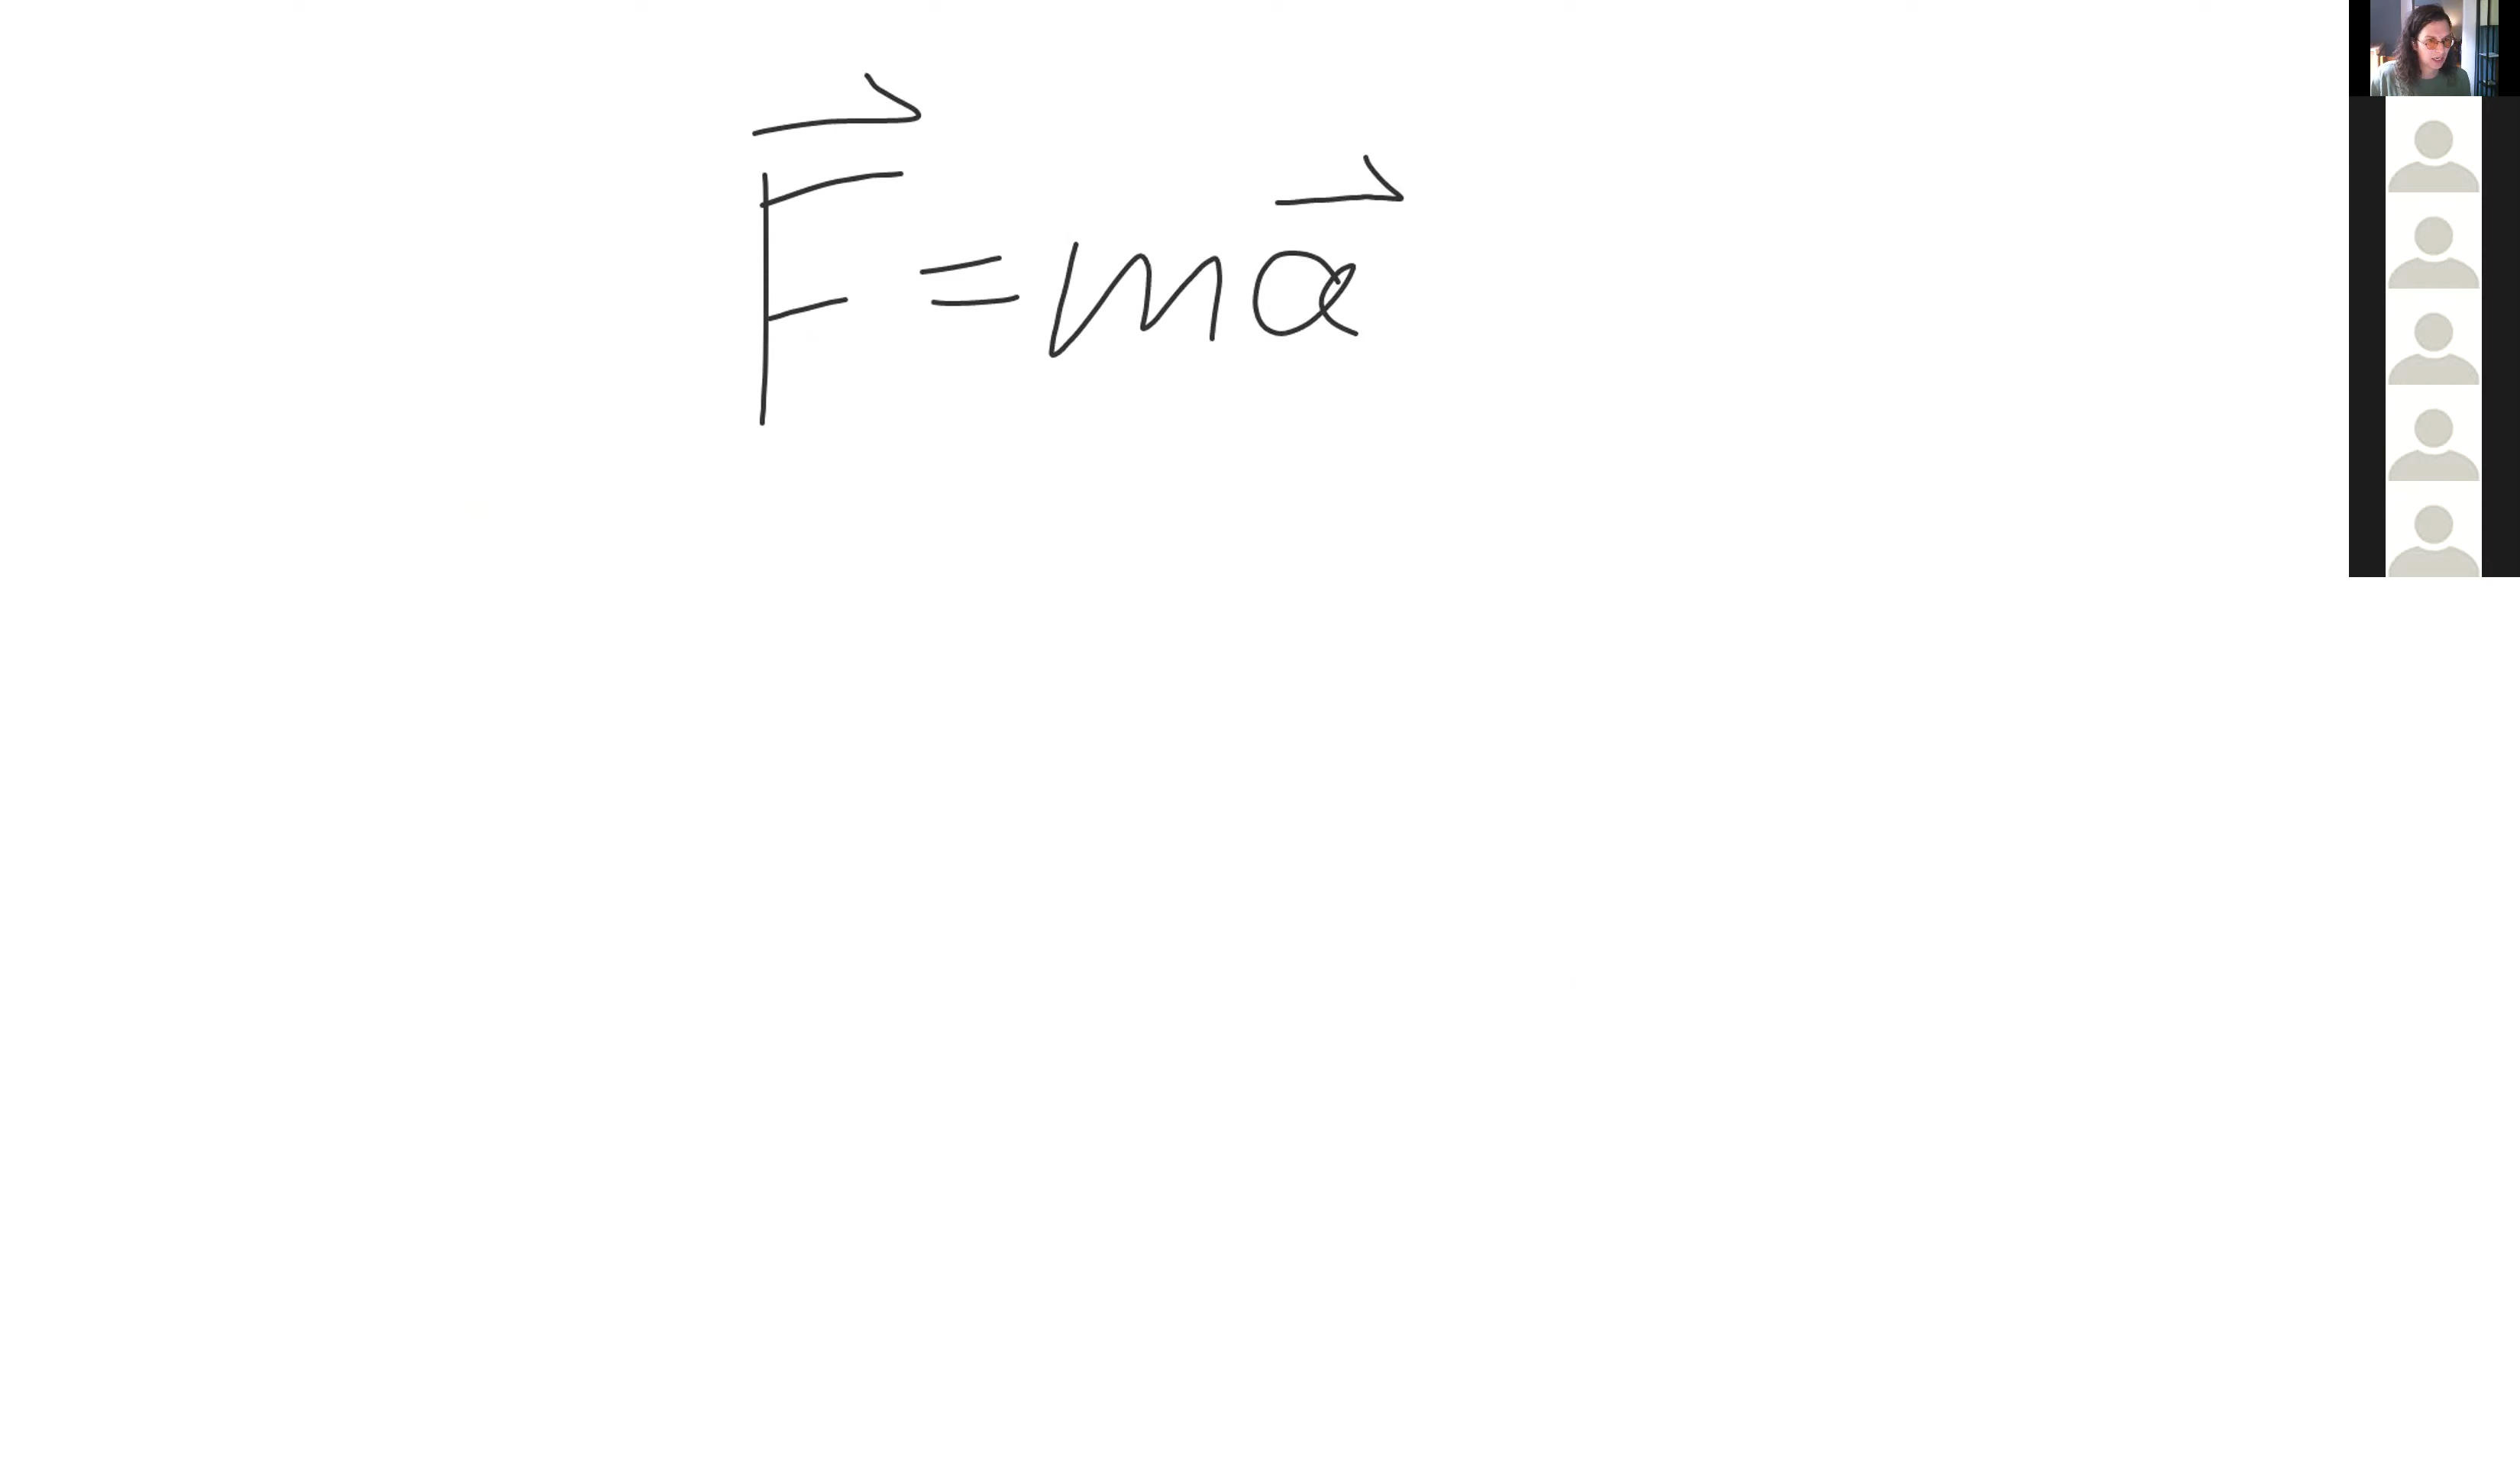 F⃗ = ma⃗